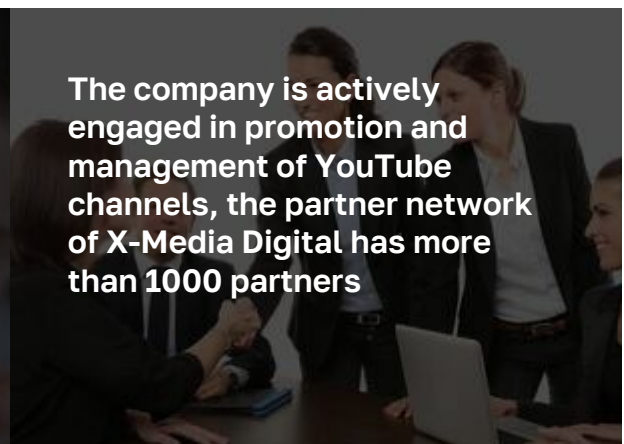 The company is actively
engaged in promotion and
management of YouTube
channels, the partner network
of X-Media Digital has more
than 1000 partners